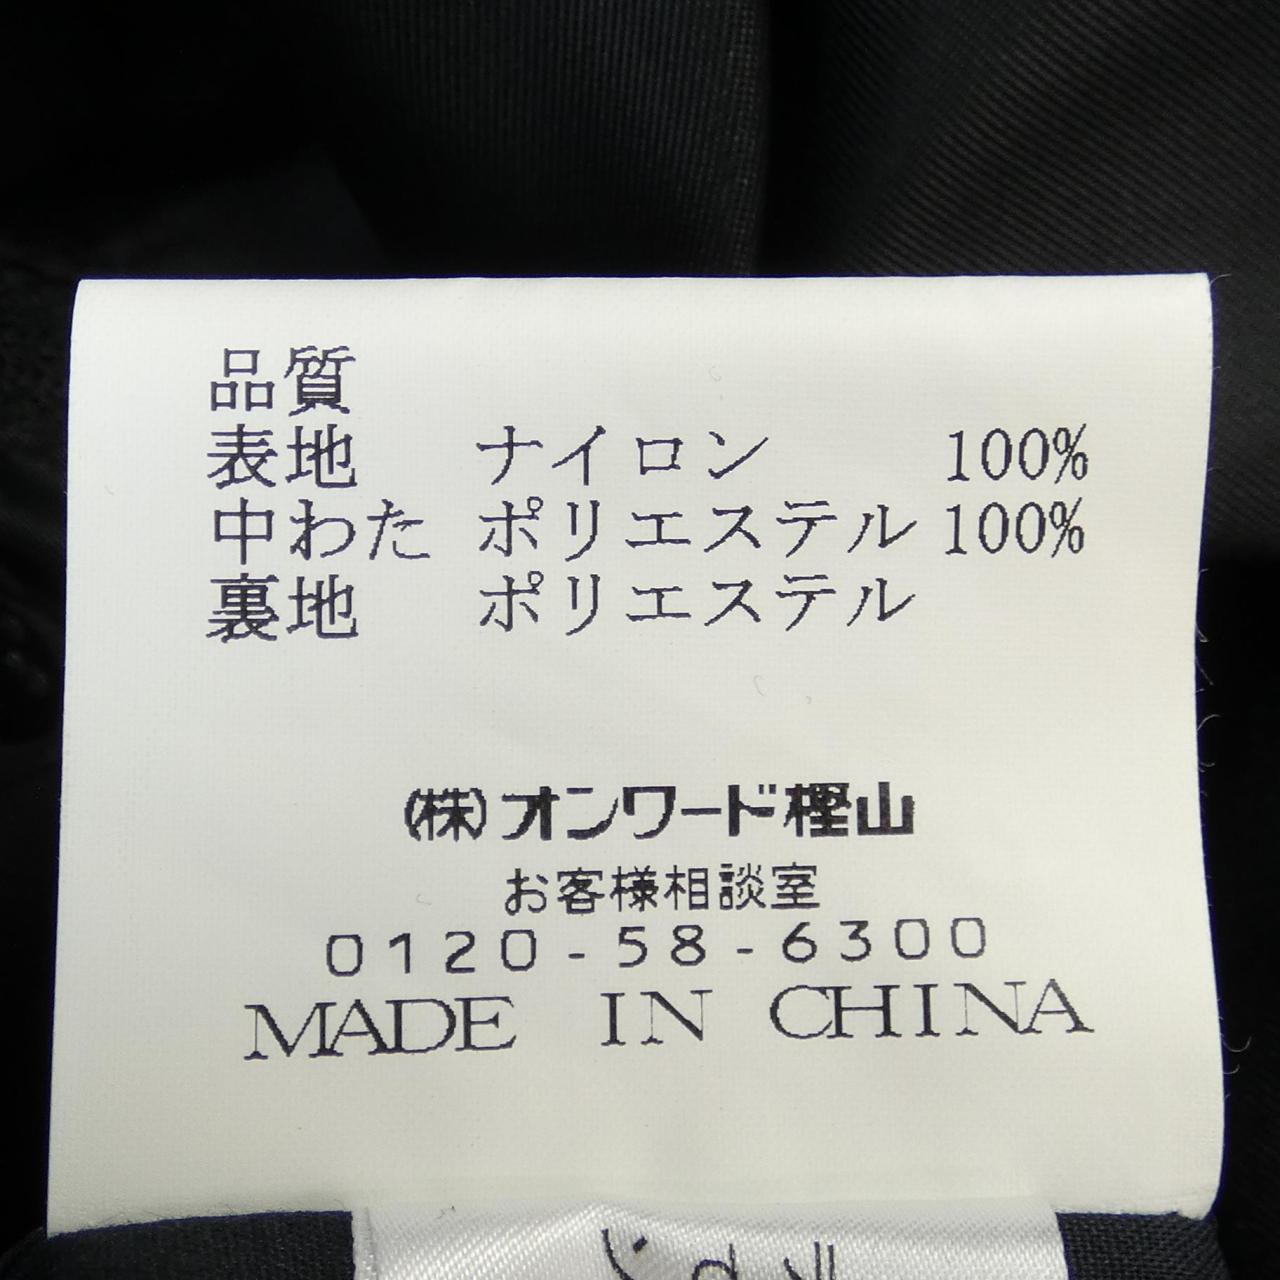 品質
表地 ナイロン 100%
中わた ポリエステル 100%
裏地 ポリエステル
(株)オンワード樫山
お客様相談室
0120-58-6300
MADE IN CHINA